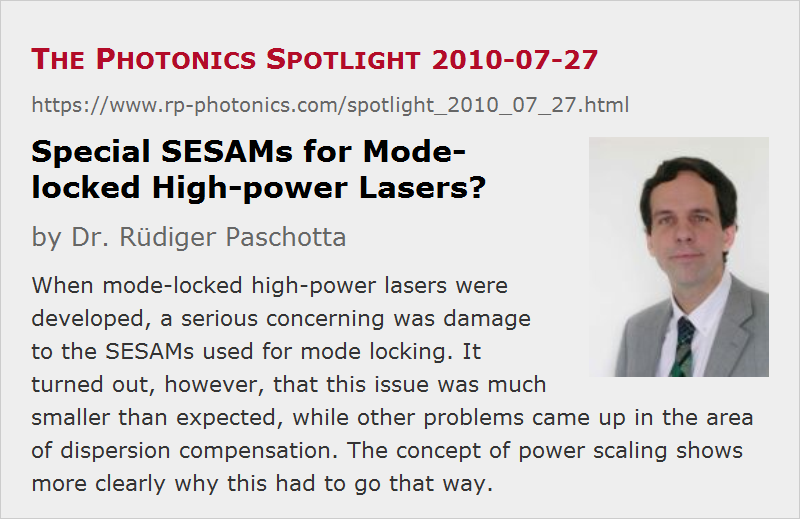 The Photonics Spotlight 2010-07-27
https://www.rp-photonics.com/spotlight_2010_07_27.html
Special SESAMs for Mode-
locked High-power Lasers?
by Dr. Rüdiger Paschotta
When mode-locked high-power lasers were
developed, a serious concerning was damage
to the SESAMs used for mode locking. It
turned out, however, that this issue was much
smaller than expected, while other problems came up in the area
of dispersion compensation. The concept of power scaling shows
more clearly why this had to go that way.